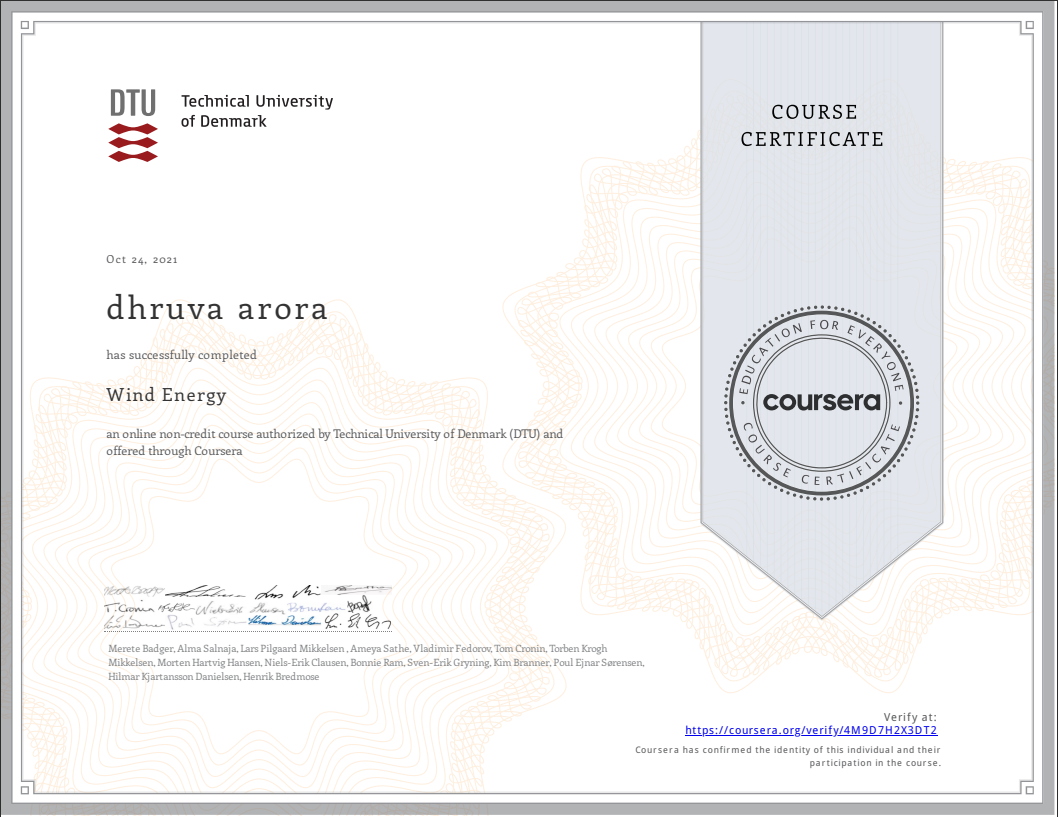 DTU
Technical University
of Denmark
COURSE
CERTIFICATE
Oct 24, 2021
dhruva arora
has successfully completed
Wind Energy
an online non-credit course authorized by Technical University of Denmark (DTU) and
offered through Coursera
EDUCATION FOR EVERYONE
coursera
COURSE CERTIFICATE
T. Cronin
Merete Badger, Alma Salnaja, Lars Pilgaard Mikkelsen , Ameya Sathe, Vladimir Fedorov, Tom Cronin, Torben Krogh
Mikkelsen, Morten Hartvig Hansen, Niels-Erik Clausen, Bonnie Ram, Sven-Erik Gryning, Kim Branner, Poul Ejnar Sørensen,
Hilmar Kjartansson Danielsen, Henrik Bredmose
Verify at:
https://coursera.org/verify/4M9D7H2X3DT2
Coursera has confirmed the identity of this individual and their
participation in the course.